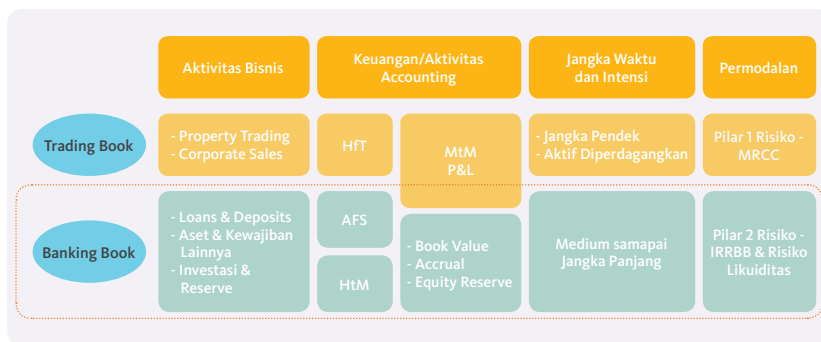 Aktivitas Bisnis
Keuangan/Aktivitas
Accounting
Jangka Waktu
dan Intensi
Permodalan
Trading Book
- Property Trading
- Corporate Sales
HfT
MtM
P&L
- Jangka Pendek
- Aktif Diperdagangkan
Pilar 1 Risiko -
MRCC
Banking Book
- Loans & Deposits
- Aset & Kewajiban
Lainnya
- Investasi &
Reserve
AFS
HtM
- Book Value
- Accrual
- Equity Reserve
Medium sampai
Jangka Panjang
Pilar 2 Risiko -
IRRBB & Risiko
Likuiditas